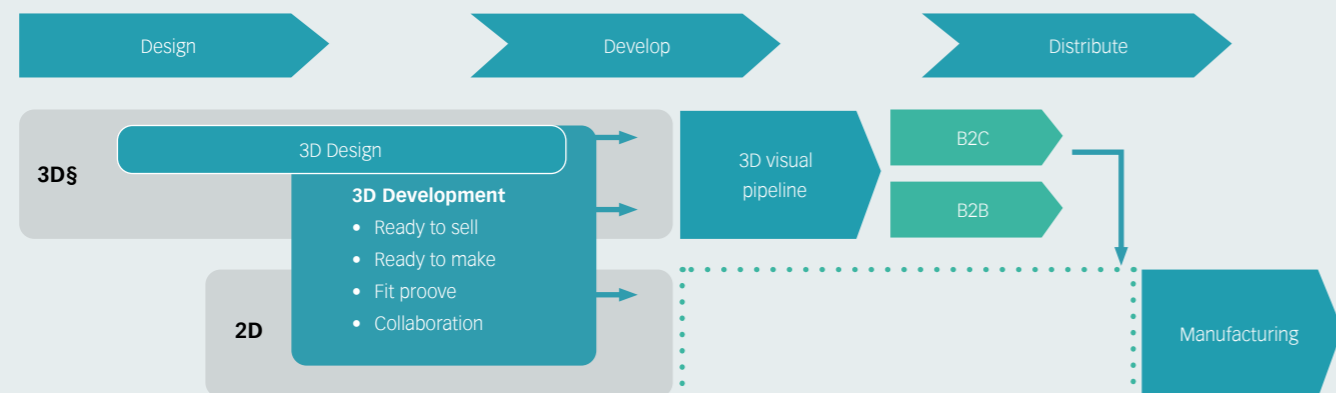 Design
Develop
Distribute
3D§
3D Design
3D Development
• Ready to sell
• Ready to make
• Fit proove
• Collaboration
3D visual
pipeline
B2C
B2B
2D
Manufacturing